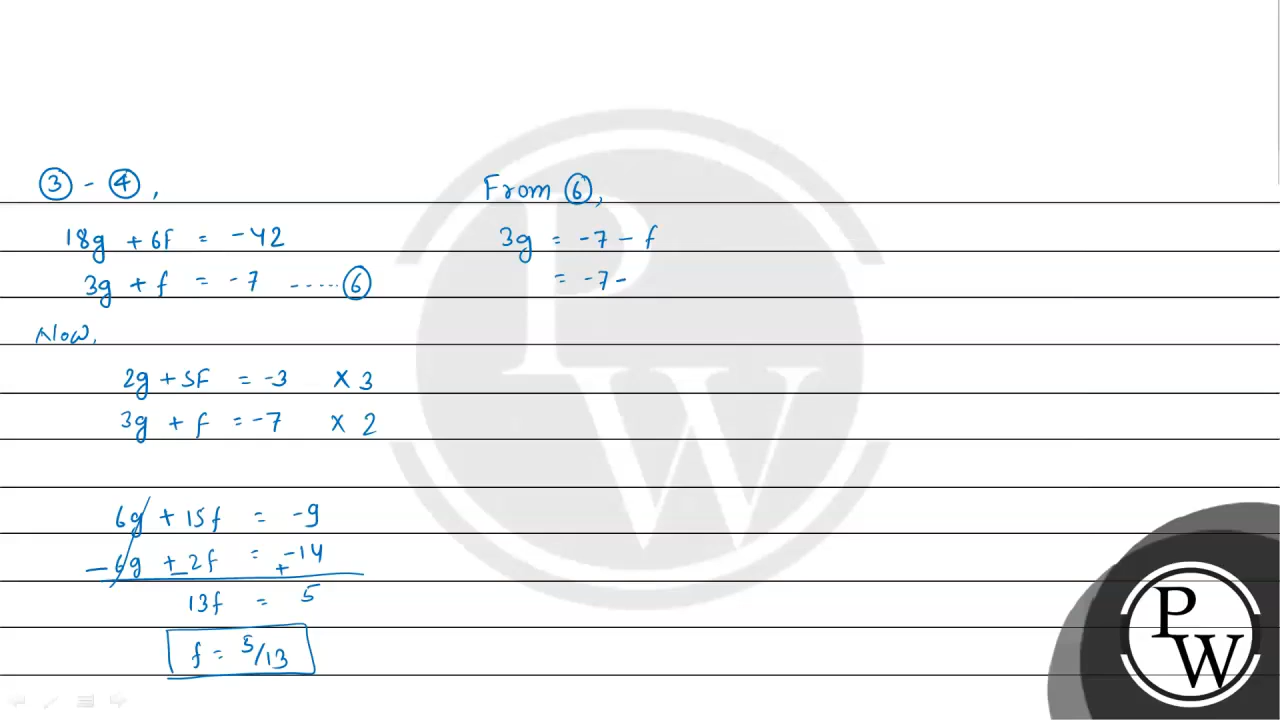 ③ - ④,
18g + 6f = -42
3g + f = -7 ..... ⑥
Now,
2g + 5f = -3 × 3
3g + f = -7 × 2
6g + 15f = -9
- 6g + 2f = -14
- +
13f = 5
f = 5/13
From ⑥,
3g = -7 - f
= -7 -
P
W
P
W